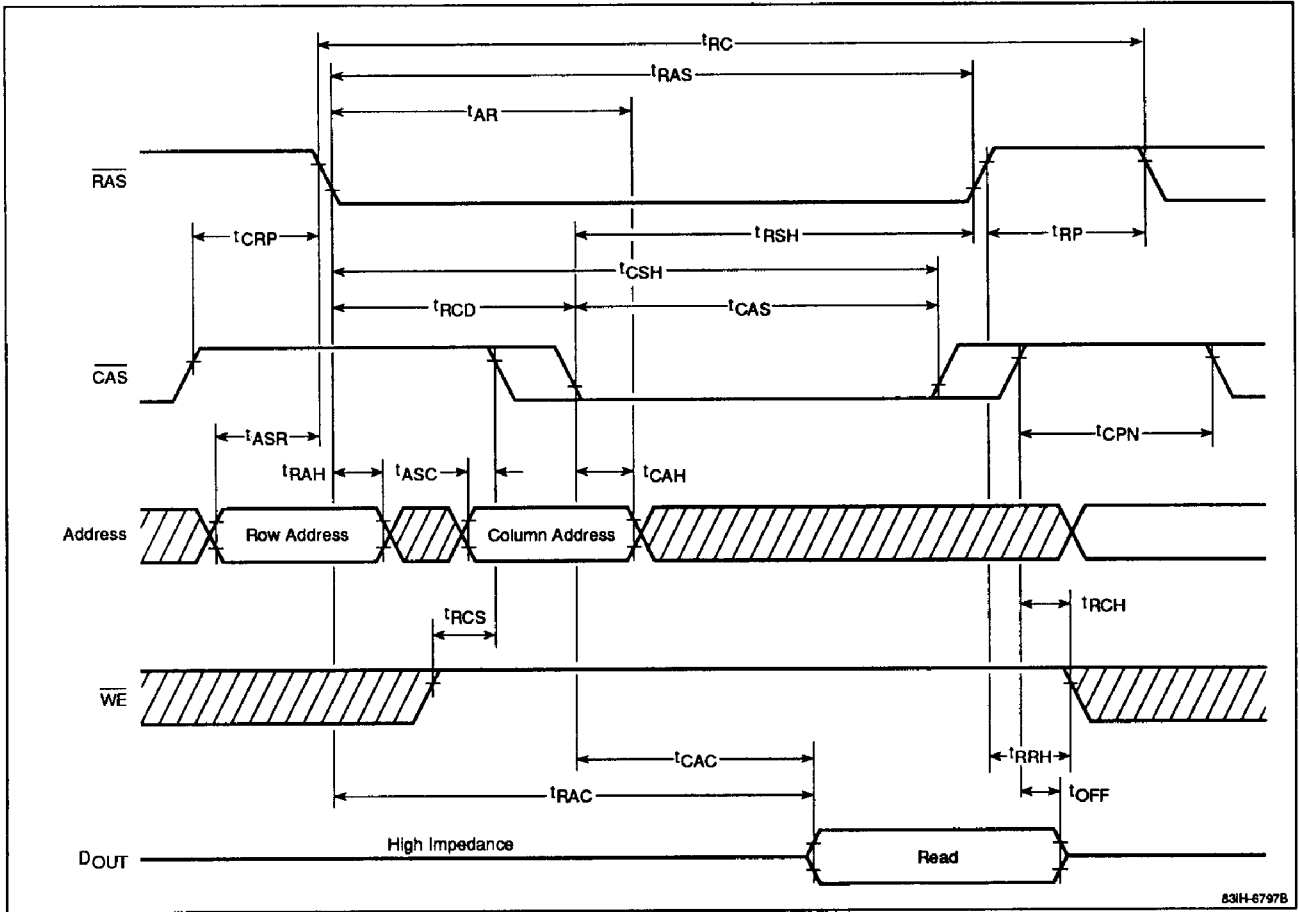 tRC
tRAS
tAR
RAS
tCRP
tRSH
tRP
tCSH
tRCD
tCAS
CAS
tASR
tCPN
tRAH
tASC
tCAH
Address
Row Address
Column Address
tRCS
tRCH
WE
tCAC
tRRH
tRAC
tOFF
High Impedance
DOUT
Read
83IH-6797B